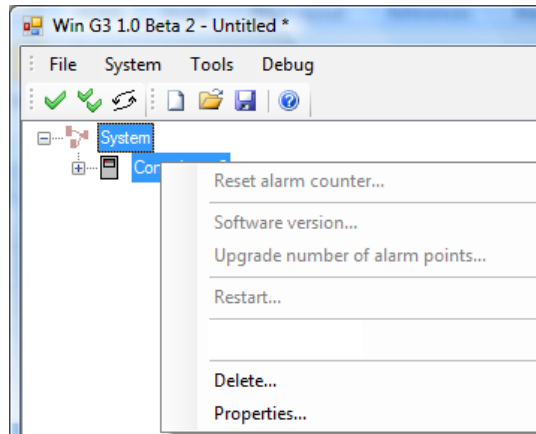 Win G3 1.0 Beta 2 - Untitled *
File System Tools Debug
System
Reset alarm counter...
Software version...
Upgrade number of alarm points...
Restart...
Delete...
Properties...